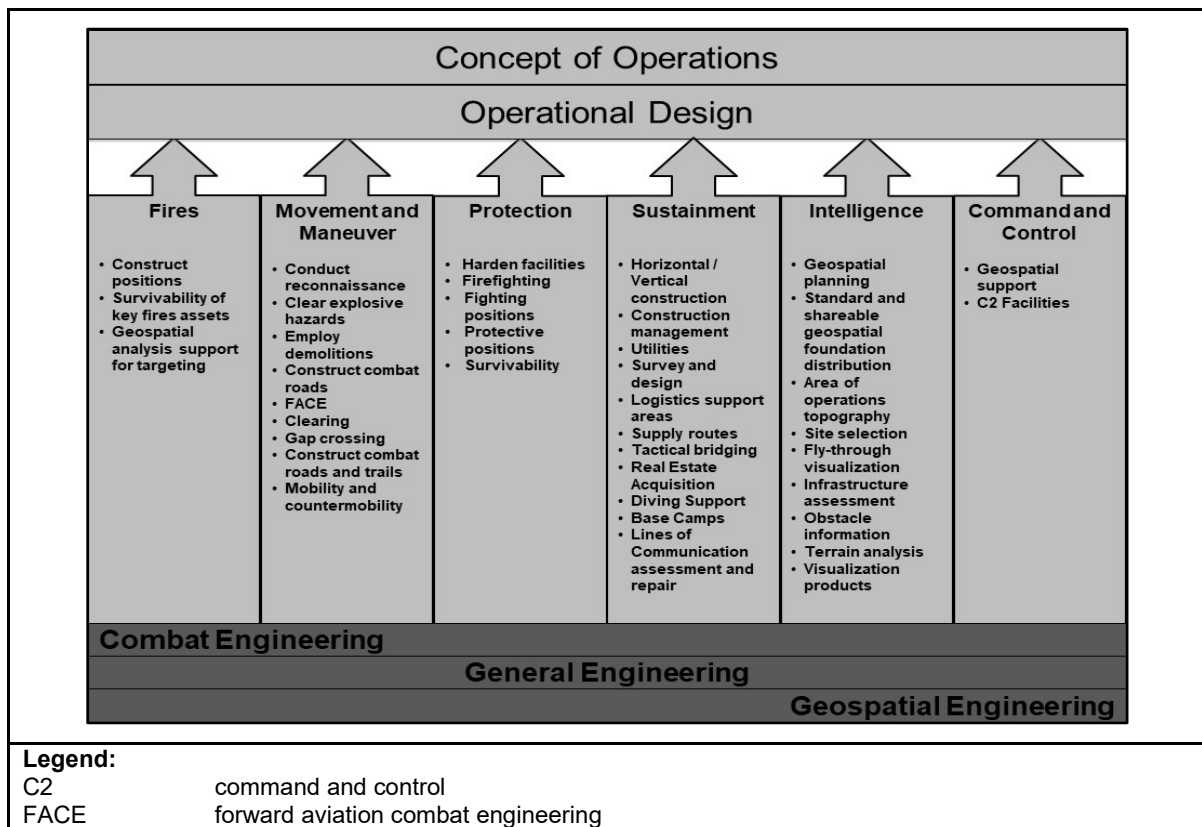 Concept of Operations
Operational Design
Fires
• Construct
positions
• Survivability of
key fires assets
• Geospatial
analysis support
for targeting
Movement and
Maneuver
• Conduct
reconnaissance
• Clear explosive
hazards
• Employ
demolitions
• Construct combat
roads
• FACE
• Clearing
• Gap crossing
• Construct combat
roads and trails
• Mobility and
countermobility
Protection
• Harden facilities
• Firefighting
• Fighting
positions
• Protective
positions
• Survivability
Sustainment
• Horizontal /
Vertical
construction
• Construction
management
• Utilities
• Survey and
design
• Logistics support
areas
• Supply routes
• Tactical bridging
• Real Estate
Acquisition
• Diving Support
• Base Camps
• Lines of
Communication
assessment and
repair
Intelligence
• Geospatial
planning
• Standard and
shareable
geospatial
foundation
distribution
• Area of
operations
topography
• Site selection
• Fly-through
visualization
• Infrastructure
assessment
• Obstacle
information
• Terrain analysis
• Visualization
products
Command and
Control
• Geospatial
support
• C2 Facilities
Combat Engineering
General Engineering
Geospatial Engineering
Legend:
C2 command and control
FACE forward aviation combat engineering